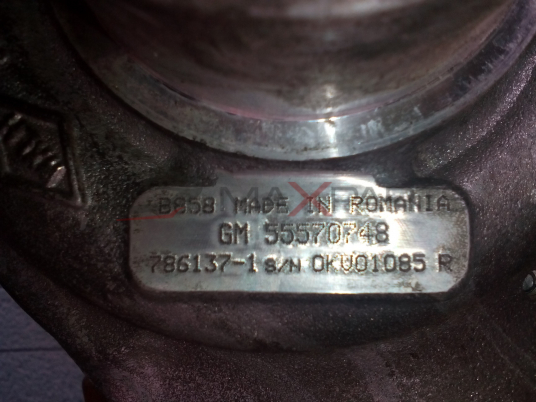 B858 MADE IN ROMANIA
GM 55570748
786137-1 S/N 0KU01085 R